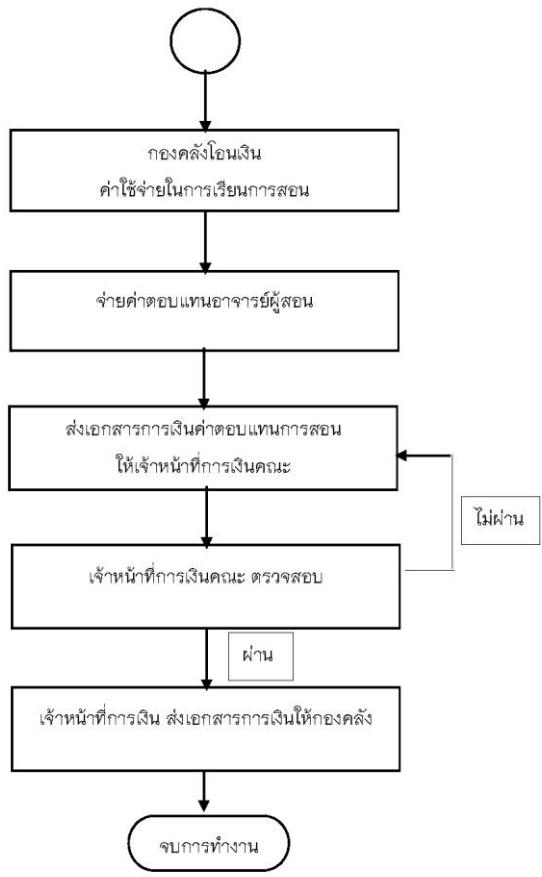 กองคลังโอนเงิน
ค่าใช้จ่ายในการเรียนการสอน
จ่ายค่าตอบแทนอาจารย์ผู้สอน
ส่งเอกสารการเงินค่าตอบแทนการสอน
ให้เจ้าหน้าที่การเงินคณะ
ไม่ผ่าน
เจ้าหน้าที่การเงินคณะ ตรวจสอบ
ผ่าน
เจ้าหน้าที่การเงิน ส่งเอกสารการเงินให้กองคลัง
จบการทำงาน